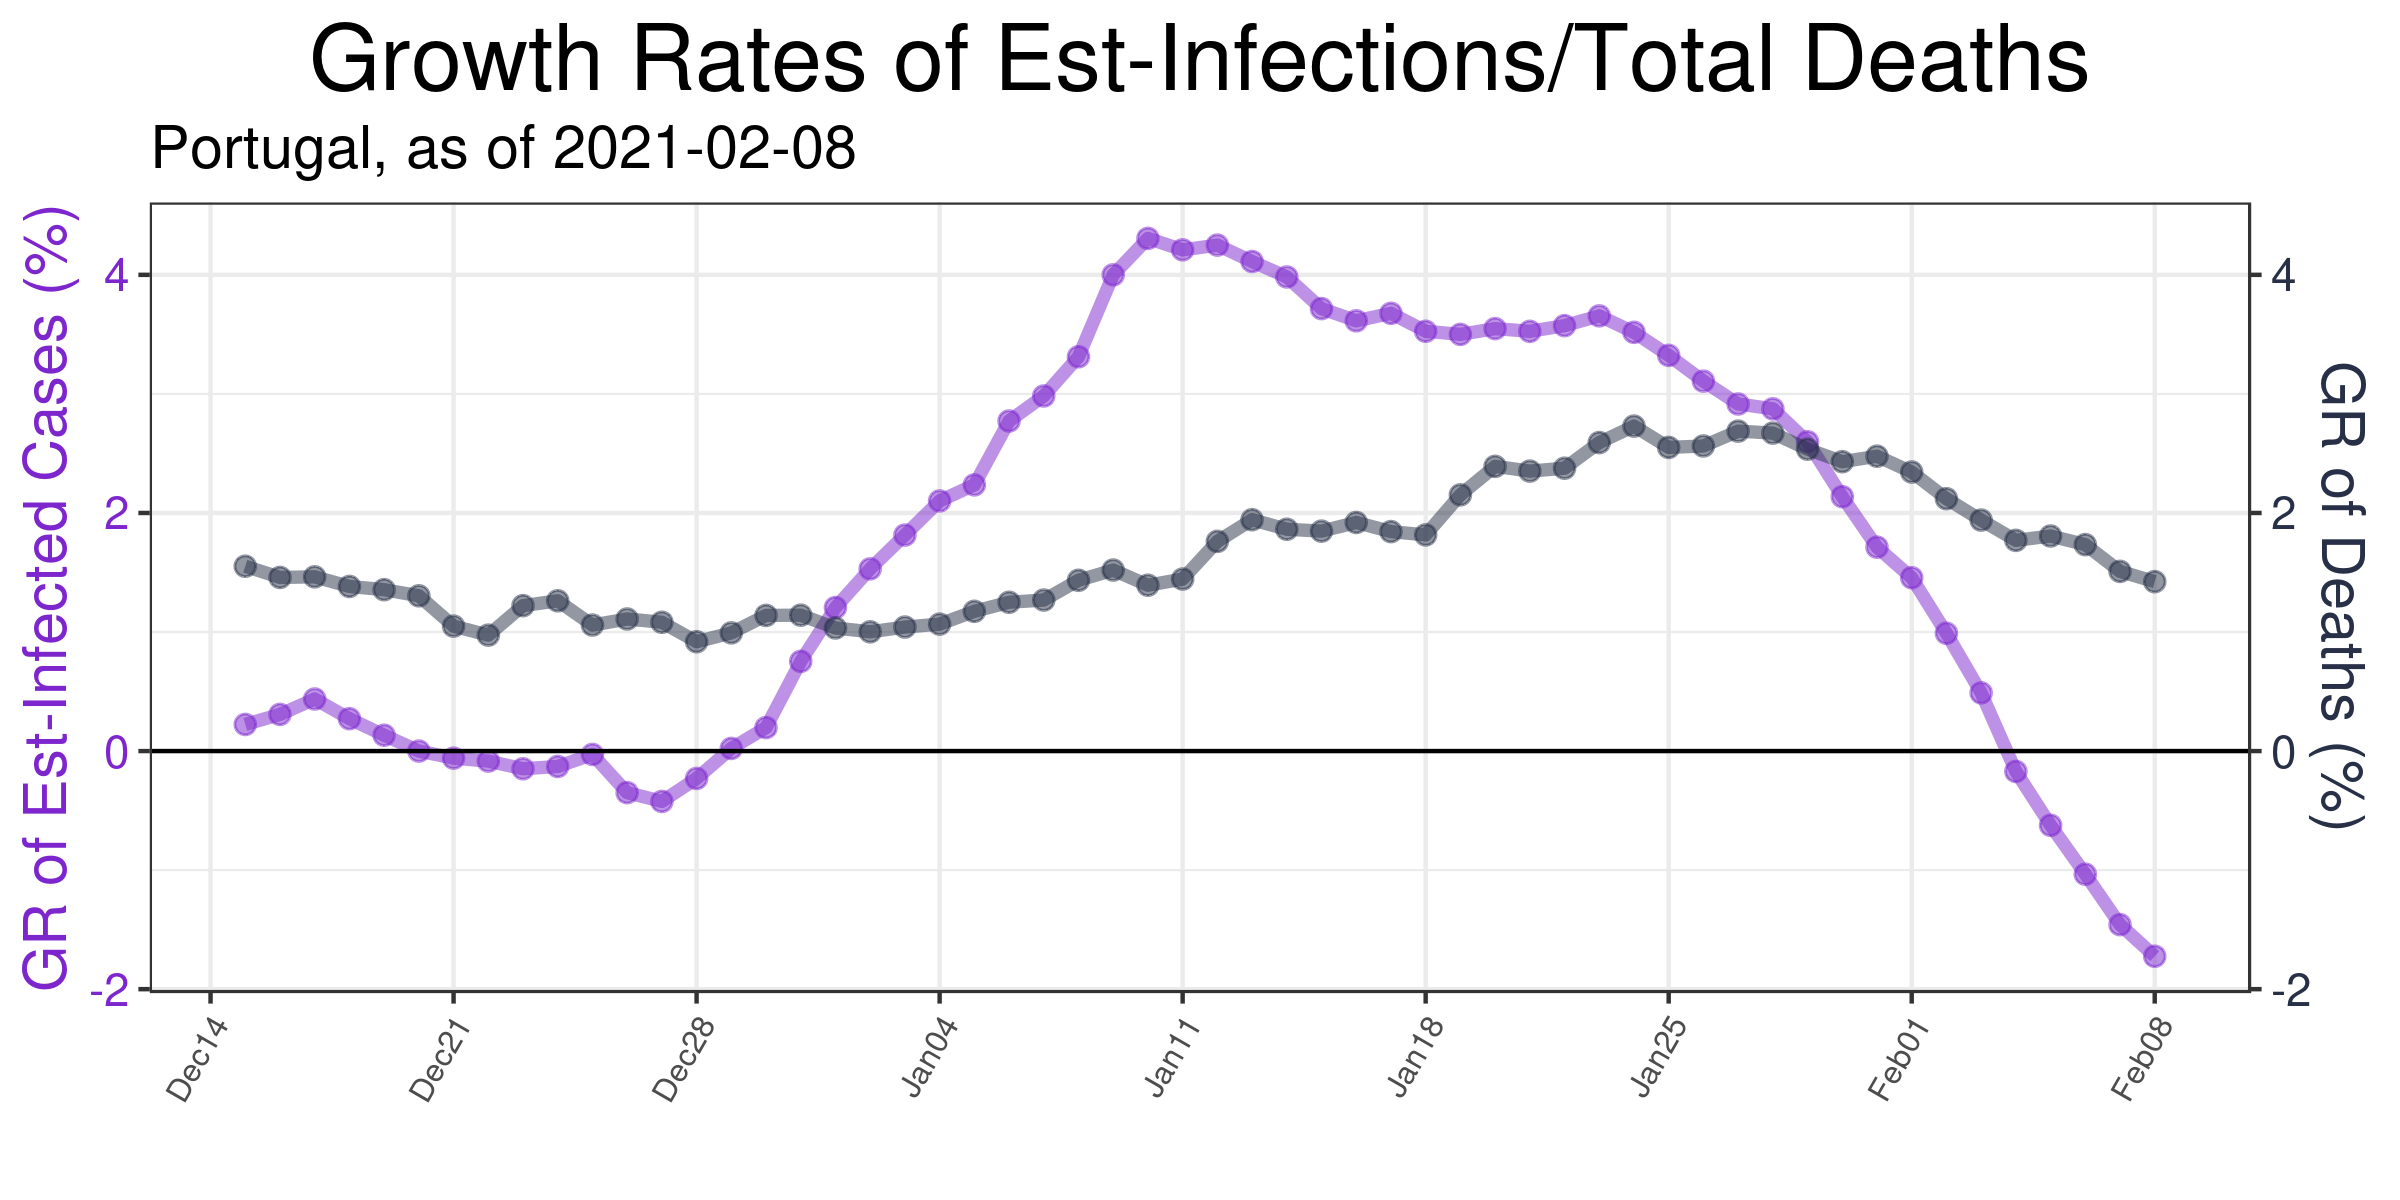 Growth Rates of Est-Infections/Total Deaths
Portugal, as of 2021-02-08
GR of Est-Infected Cases (%)
4
2
0
-2
4
2
0
-2
GR of Deaths (%)
Dec14
Dec21
Dec28
Jan04
Jan11
Jan18
Jan25
Feb01
Feb08